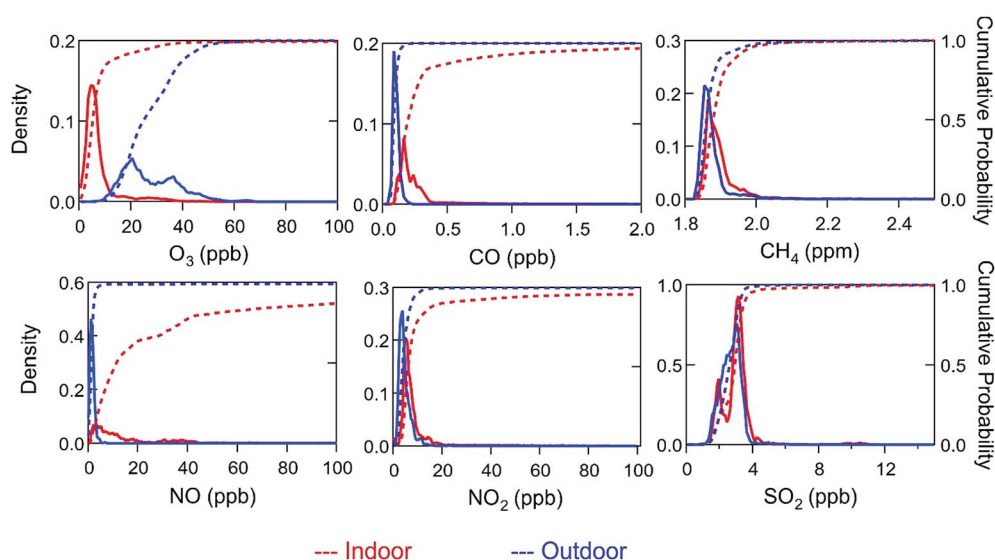 Density
0.2
0.1
0.0
0 20 40 60 80 100
O3 (ppb)
0.2
0.1
0.0
0.0 0.5 1.0 1.5 2.0
CO (ppb)
0.3
0.2
0.1
0.0
1.8 2.0 2.2 2.4
CH4 (ppm)
1.0
0.5
0.0
Cumulative Probability
Density
0.6
0.4
0.2
0.0
0 20 40 60 80 100
NO (ppb)
0.3
0.2
0.1
0.0
0 20 40 60 80 100
NO2 (ppb)
1.0
0.5
0.0
0 4 8 12
SO2 (ppb)
1.0
0.5
0.0
Cumulative Probability
--- Indoor
--- Outdoor